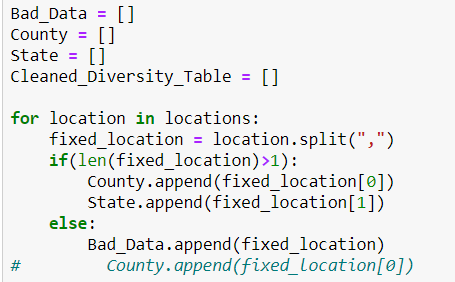 Bad_Data = []
County = []
State = []
Cleaned_Diversity_Table = []

for location in locations:
    fixed_location = location.split(",")
    if(len(fixed_location)>1):
        County.append(fixed_location[0])
        State.append(fixed_location[1])
    else:
        Bad_Data.append(fixed_location)
#         County.append(fixed_location[0])